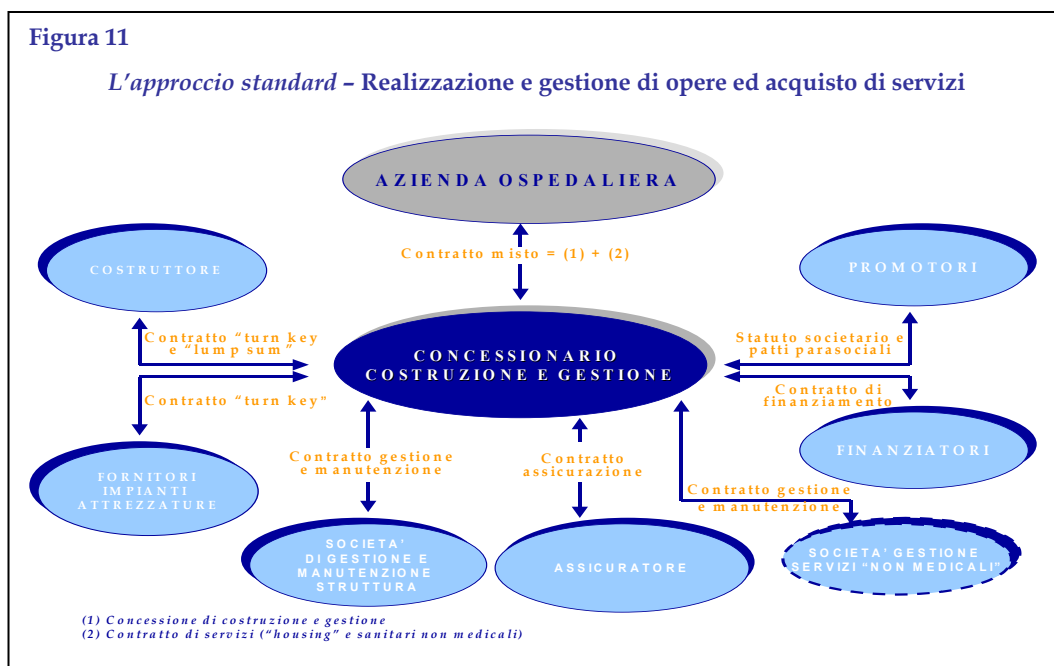 Figura 11
L’approccio standard – Realizzazione e gestione di opere ed acquisto di servizi
AZIENDA OSPEDALIERA
Contratto misto = (1) + (2)
COSTRUTTORE
PROMOTORI
Contratto “turn key
e “lump sum”
Statuto societario e
patti parasociali
CONCESSIONARIO
COSTRUZIONE E GESTIONE
Contratto “turn key"
Contratto di
finanziamento
FORNITORI
IMPIANTI
ATTREZZATURE
FINANZIATORI
Contratto gestione
e manutenzione
Contratto
assicurazione
Contratto gestione
e manutenzione
SOCIETA’
DI GESTIONE E
MANUTENZIONE
STRUTTURA
ASSICURATORE
SOCIETA’ GESTIONE
SERVIZI “NON MEDICALI”
(1) Concessione di costruzione e gestione
(2) Contratto di servizi (“housing” e sanitari non medicali)